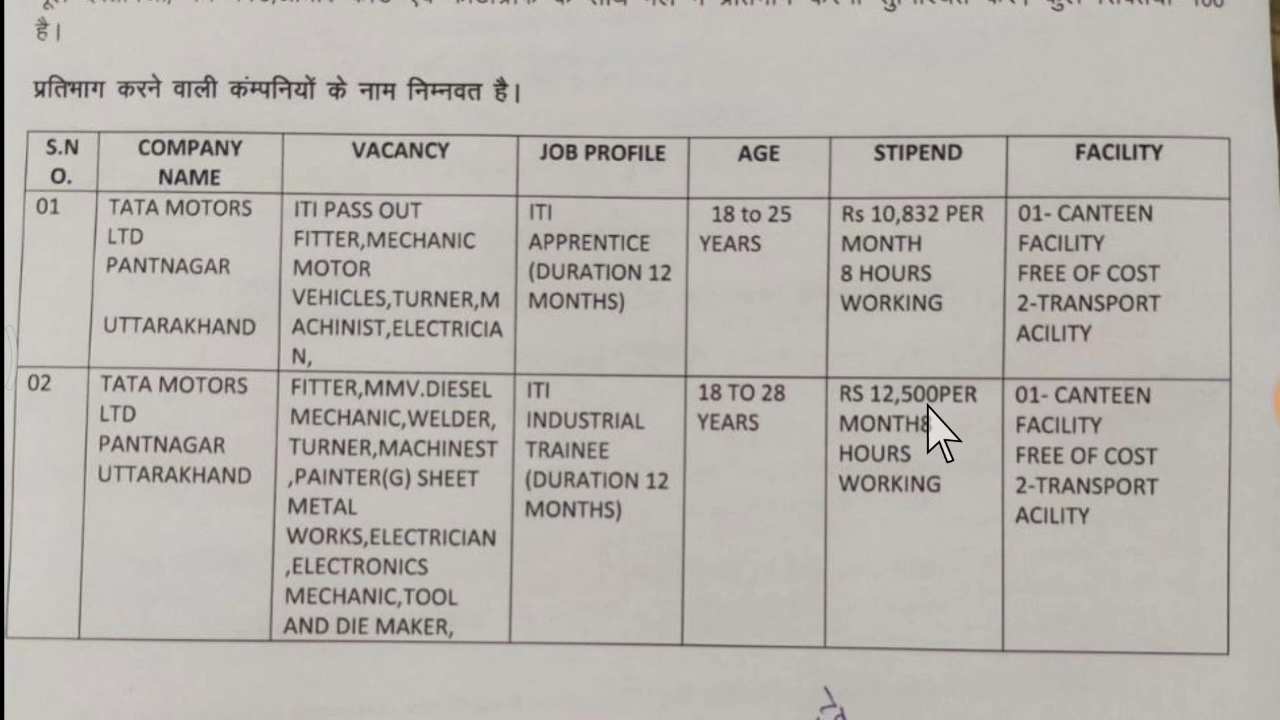 है।
प्रतिभाग करने वाली कंम्पनियों के नाम निम्नवत है।
S.N
O.
COMPANY
NAME
VACANCY
JOB PROFILE
AGE
STIPEND
FACILITY
01
TATA MOTORS
LTD
PANTNAGAR
UTTARAKHAND
ITI PASS OUT
FITTER,MECHANIC
MOTOR
VEHICLES,TURNER,M
ACHINIST,ELECTRICIA
N,
ITI
APPRENTICE
(DURATION 12
MONTHS)
18 to 25
YEARS
Rs 10,832 PER
MONTH
8 HOURS
WORKING
01- CANTEEN
FACILITY
FREE OF COST
2-TRANSPORT
ACILITY
02
TATA MOTORS
LTD
PANTNAGAR
UTTARAKHAND
FITTER,MMV.DIESEL
MECHANIC,WELDER,
TURNER,MACHINEST
,PAINTER(G) SHEET
METAL
WORKS,ELECTRICIAN
,ELECTRONICS
MECHANIC,TOOL
AND DIE MAKER,
ITI
INDUSTRIAL
TRAINEE
(DURATION 12
MONTHS)
18 TO 28
YEARS
RS 12,500PER
MONTH8
HOURS
WORKING
01- CANTEEN
FACILITY
FREE OF COST
2-TRANSPORT
ACILITY